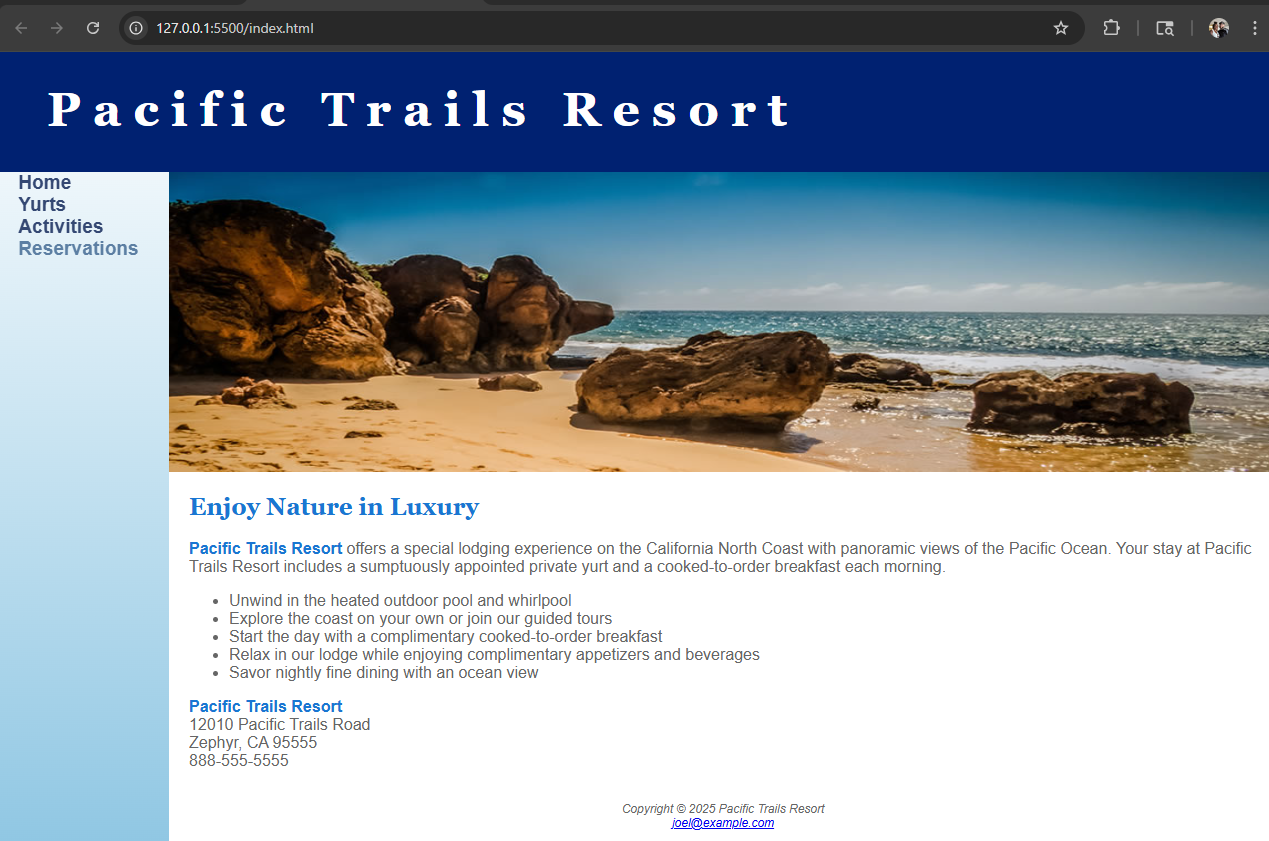 127.0.0.1:5500/index.html
Pacific Trails Resort
Home
Yurts
Activities
Reservations
Enjoy Nature in Luxury
Pacific Trails Resort offers a special lodging experience on the California North Coast with panoramic views of the Pacific Ocean. Your stay at Pacific
Trails Resort includes a sumptuously appointed private yurt and a cooked-to-order breakfast each morning.
• Unwind in the heated outdoor pool and whirlpool
• Explore the coast on your own or join our guided tours
• Start the day with a complimentary cooked-to-order breakfast
• Relax in our lodge while enjoying complimentary appetizers and beverages
• Savor nightly fine dining with an ocean view
Pacific Trails Resort
12010 Pacific Trails Road
Zephyr, CA 95555
888-555-5555
Copyright © 2025 Pacific Trails Resort
joel@example.com